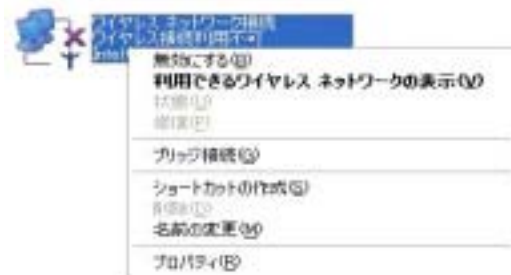 ワイヤレス ネットワーク接続
ワイヤレス接続利用不可
Intel
無効にする(B)
利用できるワイヤレス ネットワークの表示(V)
状態(U)
修復(P)
ブリッジ接続(G)
ショートカットの作成(S)
削除(D)
名前の変更(M)
プロパティ(R)